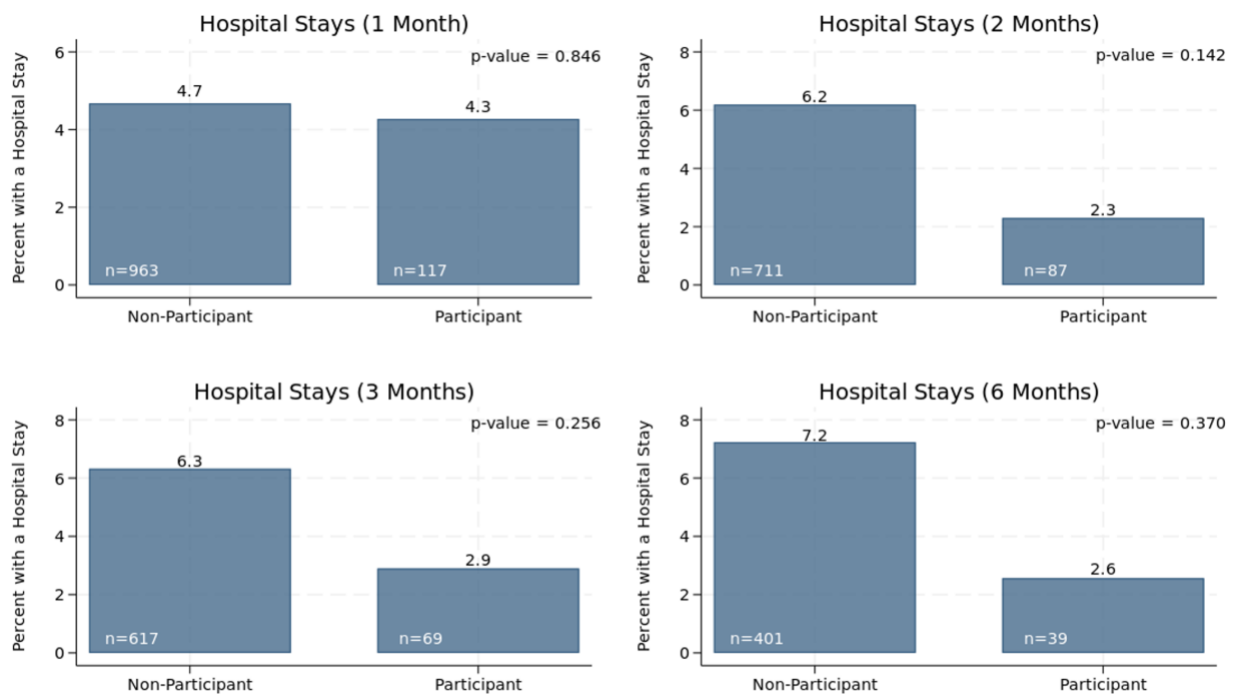 Hospital Stays (1 Month)
Percent with a Hospital Stay
6
4
2
0
p-value = 0.846
4.7
4.3
n=963
n=117
Non-Participant
Participant
Hospital Stays (2 Months)
Percent with a Hospital Stay
8
6
4
2
0
p-value = 0.142
6.2
2.3
n=711
n=87
Non-Participant
Participant
Hospital Stays (3 Months)
Percent with a Hospital Stay
8
6
4
2
0
p-value = 0.256
6.3
2.9
n=617
n=69
Non-Participant
Participant
Hospital Stays (6 Months)
Percent with a Hospital Stay
8
6
4
2
0
p-value = 0.370
7.2
2.6
n=401
n=39
Non-Participant
Participant